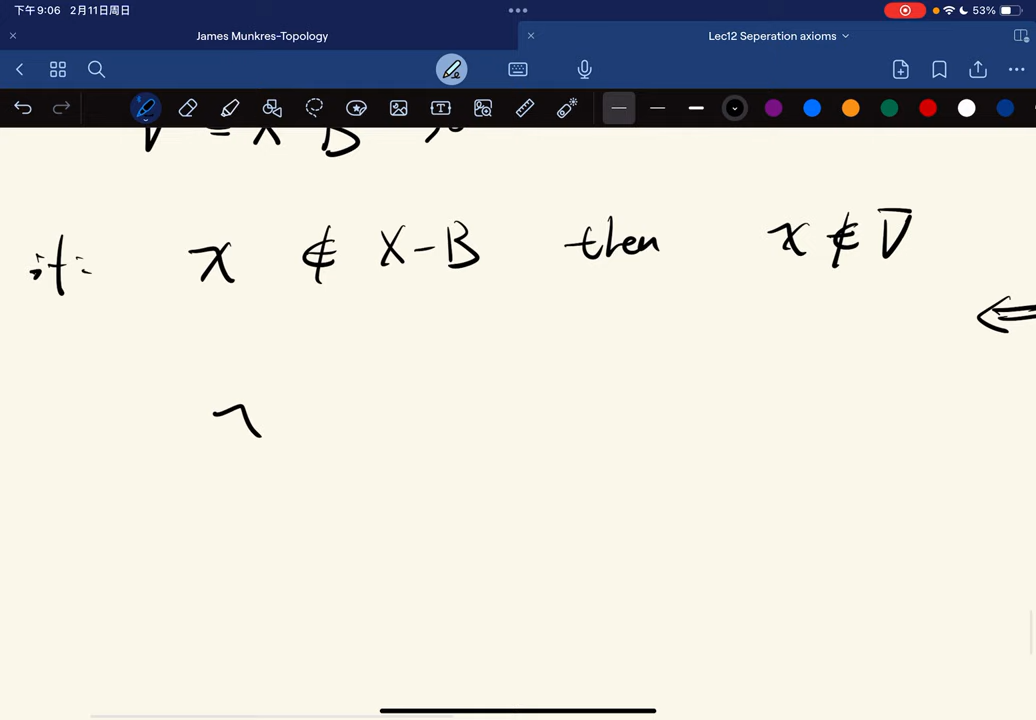 下午9:06 2月11日周日
53%
James Munkres-Topology
Lec12 Seperation axioms
if: x ∉ X-B then x ∉ V̅